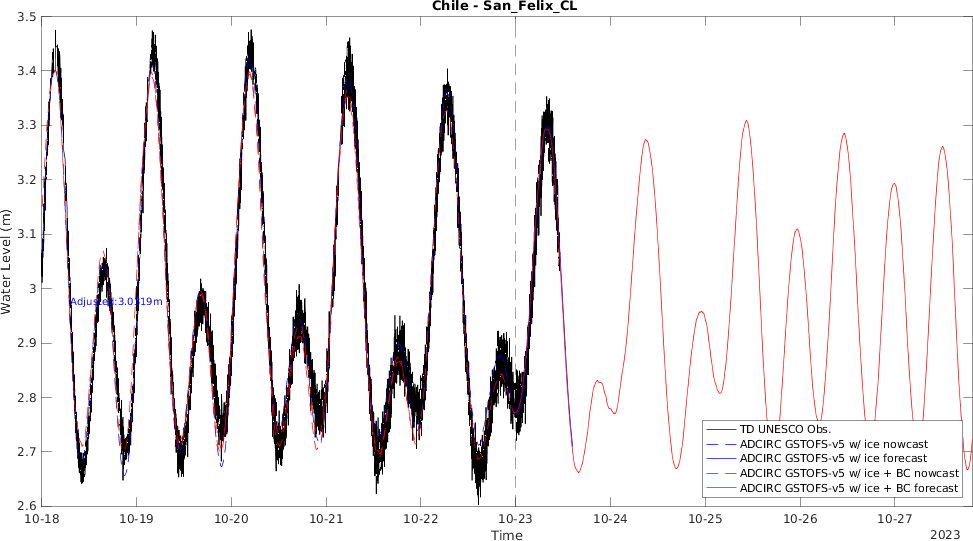 Chile - San_Felix_CL
3.5
3.4
3.3
3.2
3.1
3
2.9
2.8
2.7
2.6
Water Level (m)
Adjusted:3.0319m
TD UNESCO Obs.
ADCIRC GSTOFS-v5 w/ ice nowcast
ADCIRC GSTOFS-v5 w/ ice forecast
ADCIRC GSTOFS-v5 w/ ice + BC nowcast
ADCIRC GSTOFS-v5 w/ ice + BC forecast
10-18 10-19 10-20 10-21 10-22 10-23 10-24 10-25 10-26 10-27
Time
2023